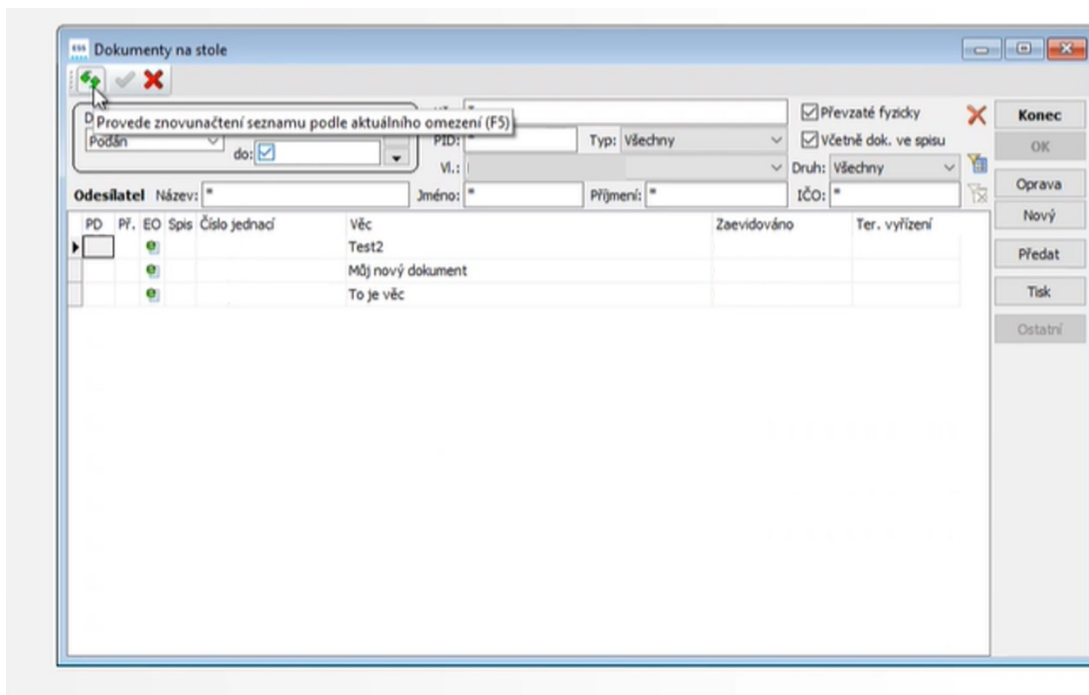 ESS Dokumenty na stole
Provede znovunačtení seznamu podle aktuálního omezení (F5)
* Převzaté fyzicky Konec
Podán do: PID: * Typ: Všechny Včetně dok. ve spisu OK
Vl.: Druh: Všechny
Odesílatel Název: * Jméno: * Příjmení: * IČO: * Oprava
PD Př. EO Spis Číslo jednací Věc Zaevidováno Ter. vyřízení Nový
Test2
Předat
Můj nový dokument
To je věc Tisk
Ostatní